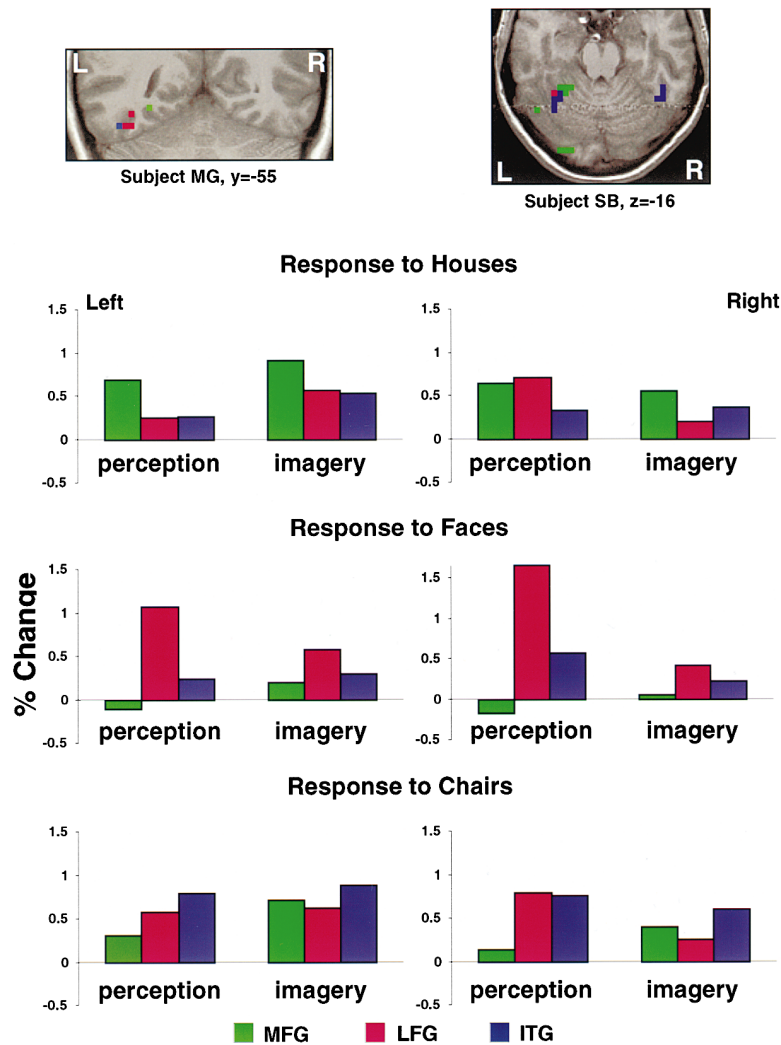 L R
L R
Subject MG, y=-55
Subject SB, z=-16
Response to Houses
Left
Right
1.5
1
0.5
0
-0.5
perception imagery
1.5
1
0.5
0
-0.5
perception imagery
Response to Faces
% Change
1.5
1
0.5
0
-0.5
perception imagery
1.5
1
0.5
0
-0.5
perception imagery
Response to Chairs
1.5
1
0.5
0
-0.5
perception imagery
1.5
1
0.5
0
-0.5
perception imagery
MFG LFG ITG